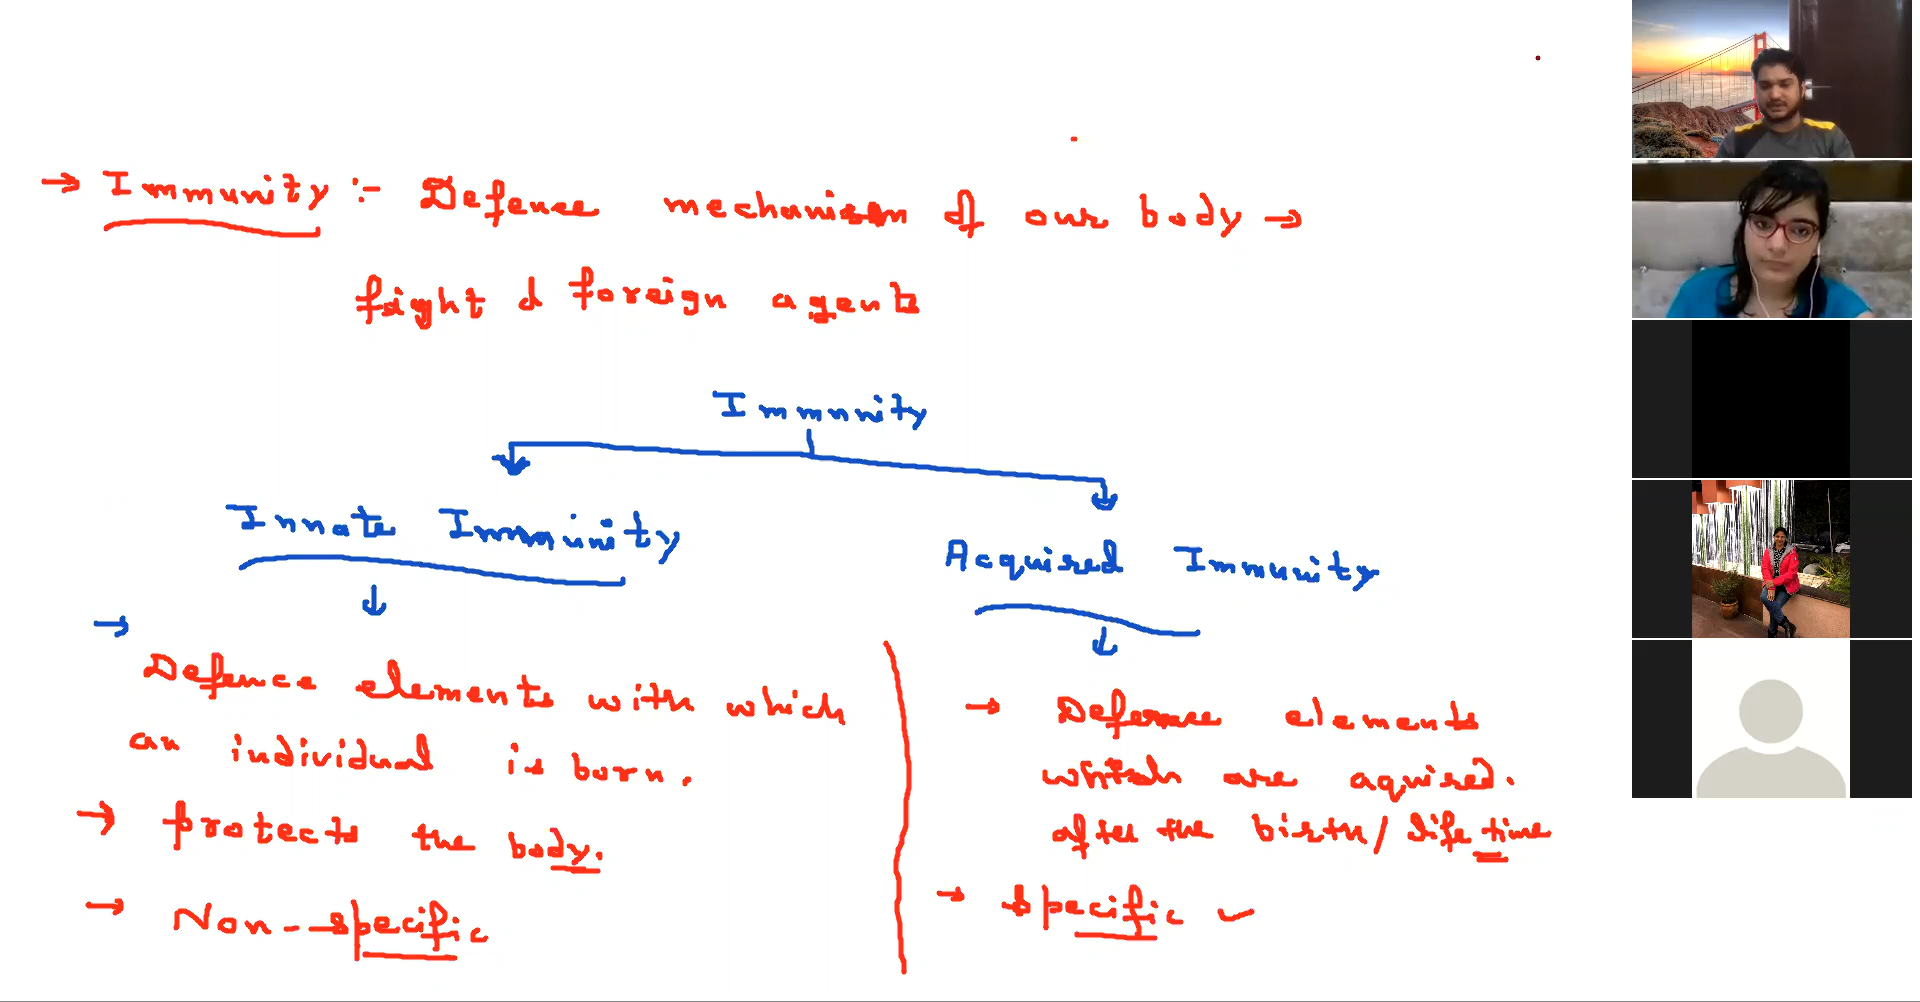 → Immunity :- Defence mechanism of our body →
fight d foreign agents
Immunity
Innate Immunity
Acquired Immunity
→ Defence elements with which
an individual is born.
→ protects the body.
→ Non-specific
→ Defence elements
which are aquired.
after the birth/ life time
→ specific ✓